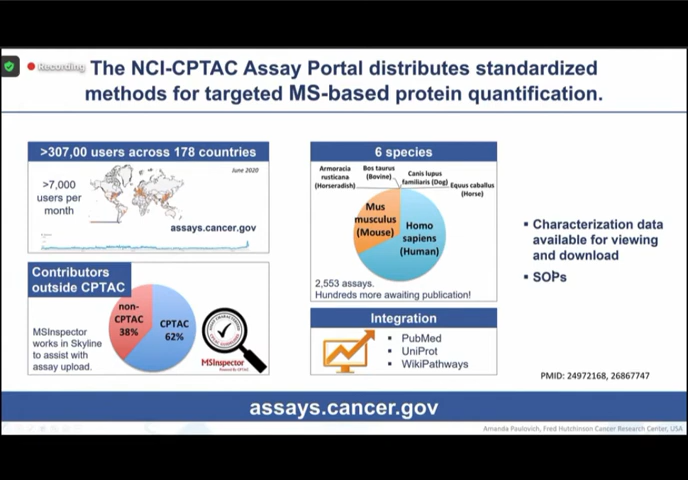 Recording
The NCI-CPTAC Assay Portal distributes standardized
methods for targeted MS-based protein quantification.
>307,00 users across 178 countries
June 2020
>7,000
users per
month
assays.cancer.gov
Contributors
outside CPTAC
non-
CPTAC
38%
CPTAC
62%
MSInspector
works in Skyline
to assist with
assay upload.
MSInspector
6 species
Armoracia
rusticana
(Horseradish)
Bos taurus
(Bovine)
Canis lupus
familiaris (Dog)
Equus caballus
(Horse)
Mus
musculus
(Mouse)
Homo
sapiens
(Human)
2,553 assays.
Hundreds more awaiting publication!
Integration
▪ PubMed
▪ UniProt
▪ WikiPathways
▪ Characterization data
available for viewing
and download
▪ SOPs
PMID: 24972168, 26867747
assays.cancer.gov
Amanda Paulovich, Fred Hutchinson Cancer Research Center, USA